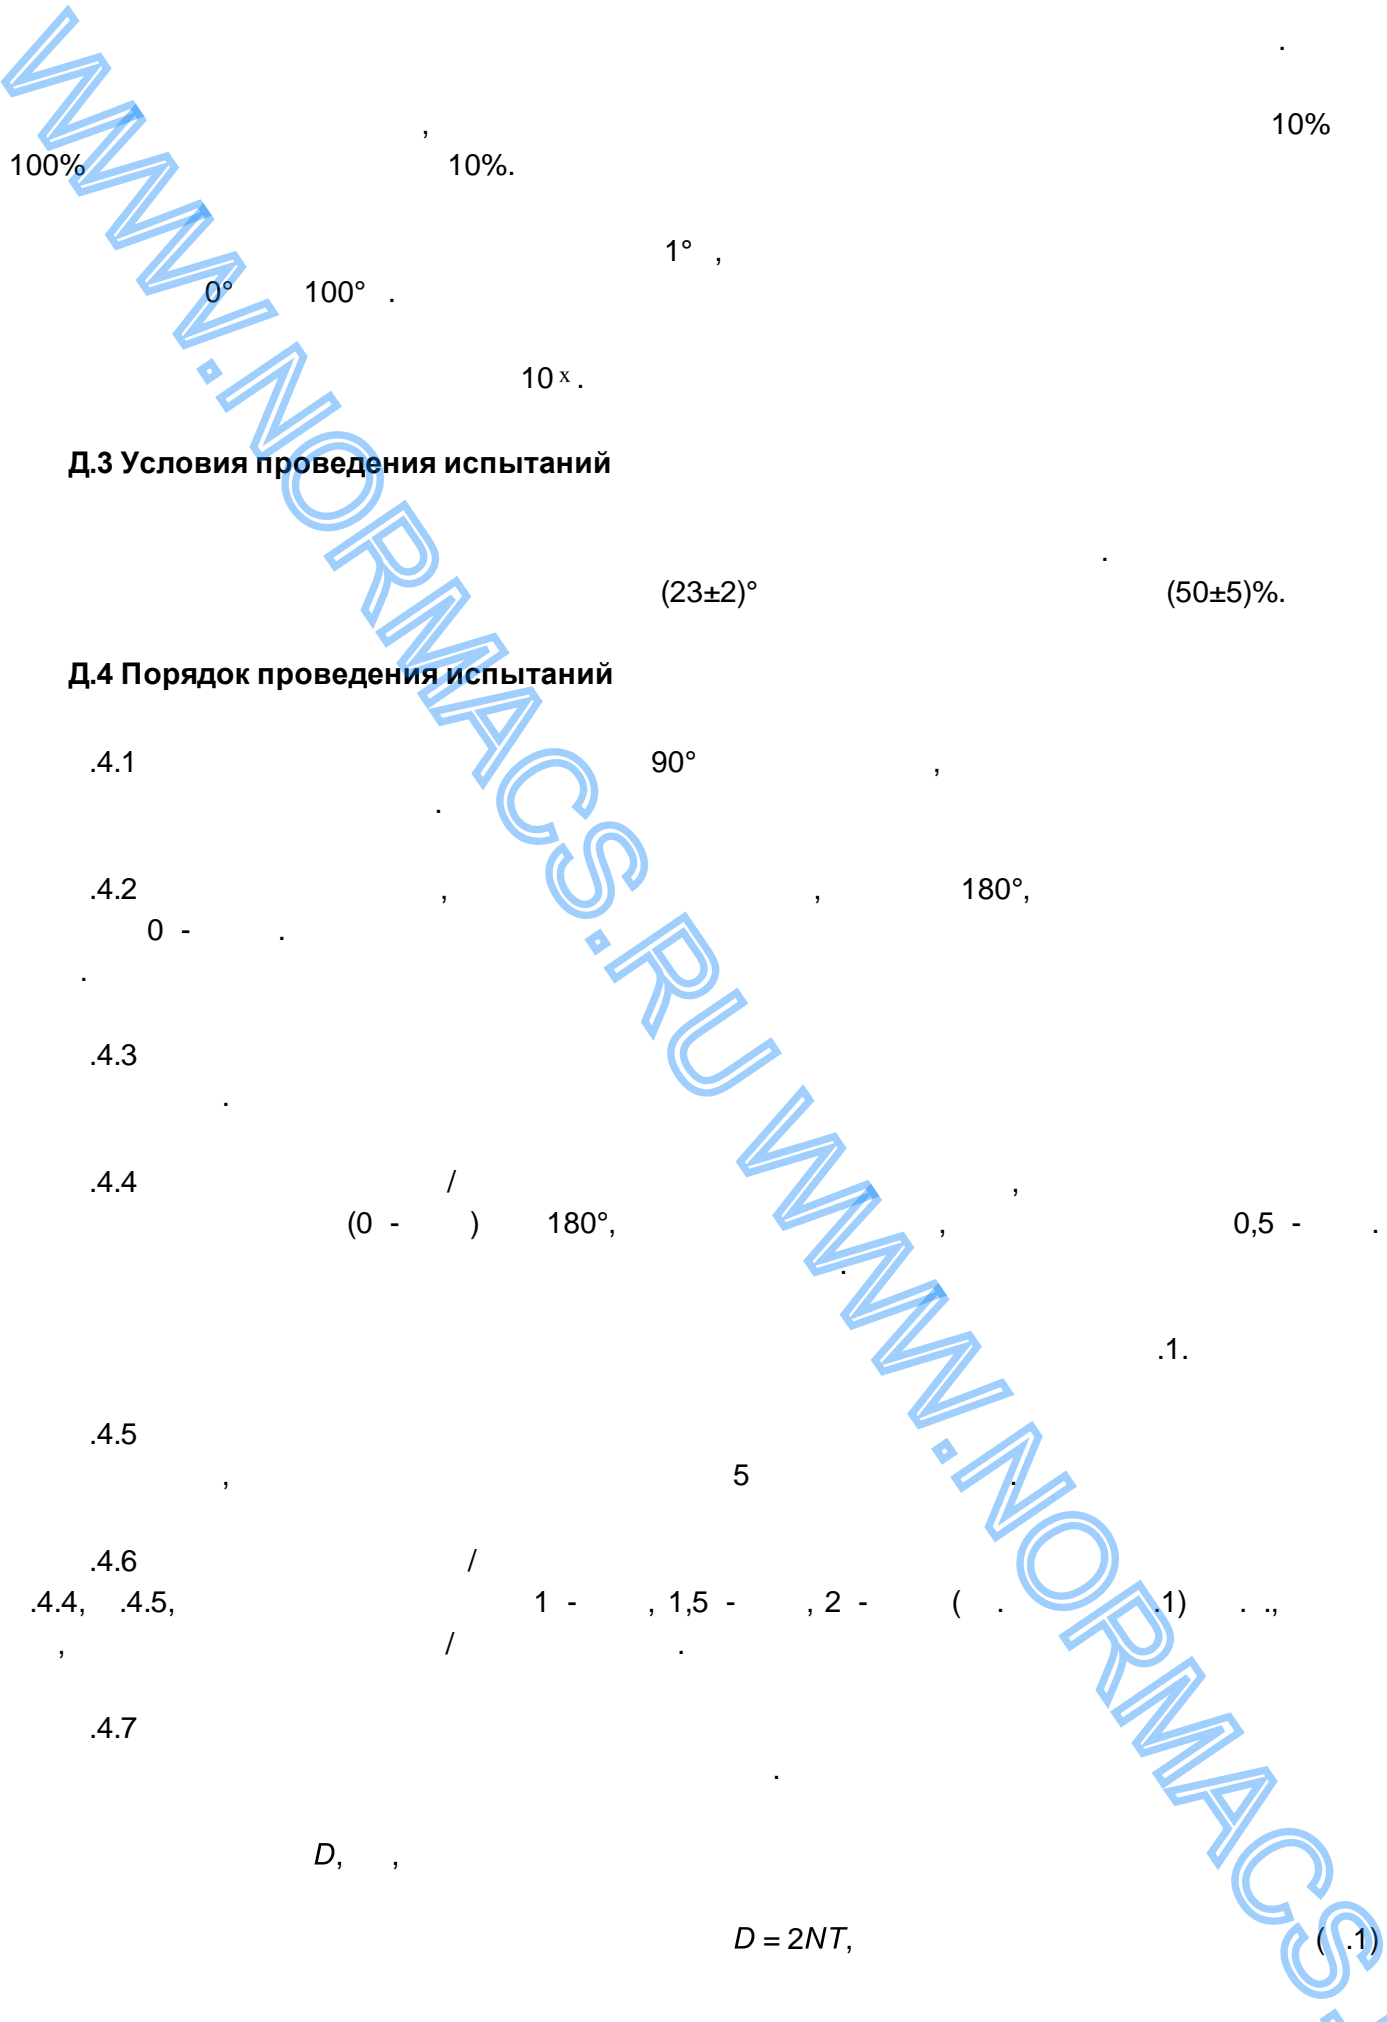 .
, 10%
100% 10%.
1° ,
0° 100° .
10 x .
Д.3 Условия проведения испытаний
.
(23±2)° (50±5)%.
Д.4 Порядок проведения испытаний
.4.1 90° ,
.
.4.2 , , 180°,
0 - .
.
.4.3
.
.4.4 / ,
(0 - ) 180°, , 0,5 - .
.
.1.
.4.5
, 5 .
.4.6 /
.4.4, .4.5, 1 - , 1,5 - , 2 - ( . .1) . .,
, / .
.4.7
.
D, ,
D = 2NT, ( .1)
WWW.NORMACS.RU WWW.NORMACS.